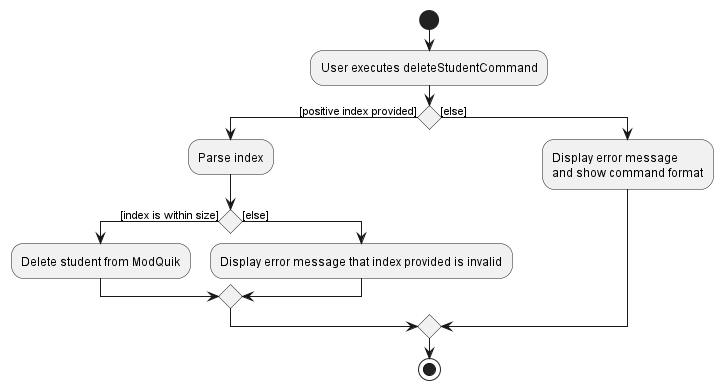 User executes deleteStudentCommand
[positive index provided]
[else]
Parse index
Display error message
and show command format
[index is within size]
[else]
Delete student from ModQuik
Display error message that index provided is invalid